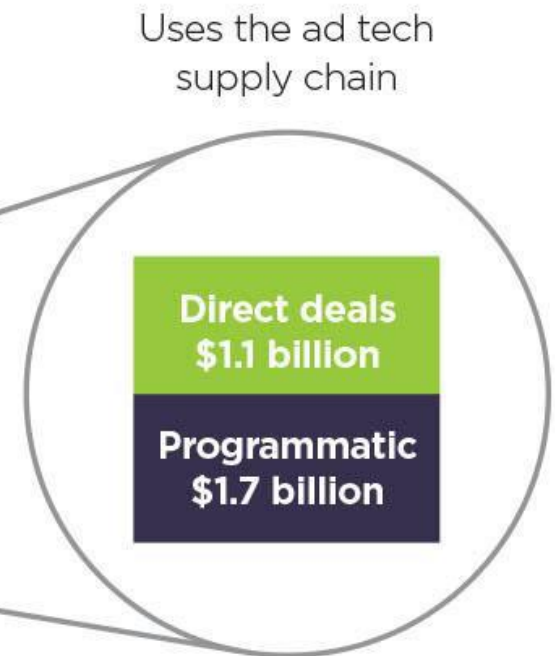 Uses the ad tech
supply chain
Direct deals
$1.1 billion
Programmatic
$1.7 billion